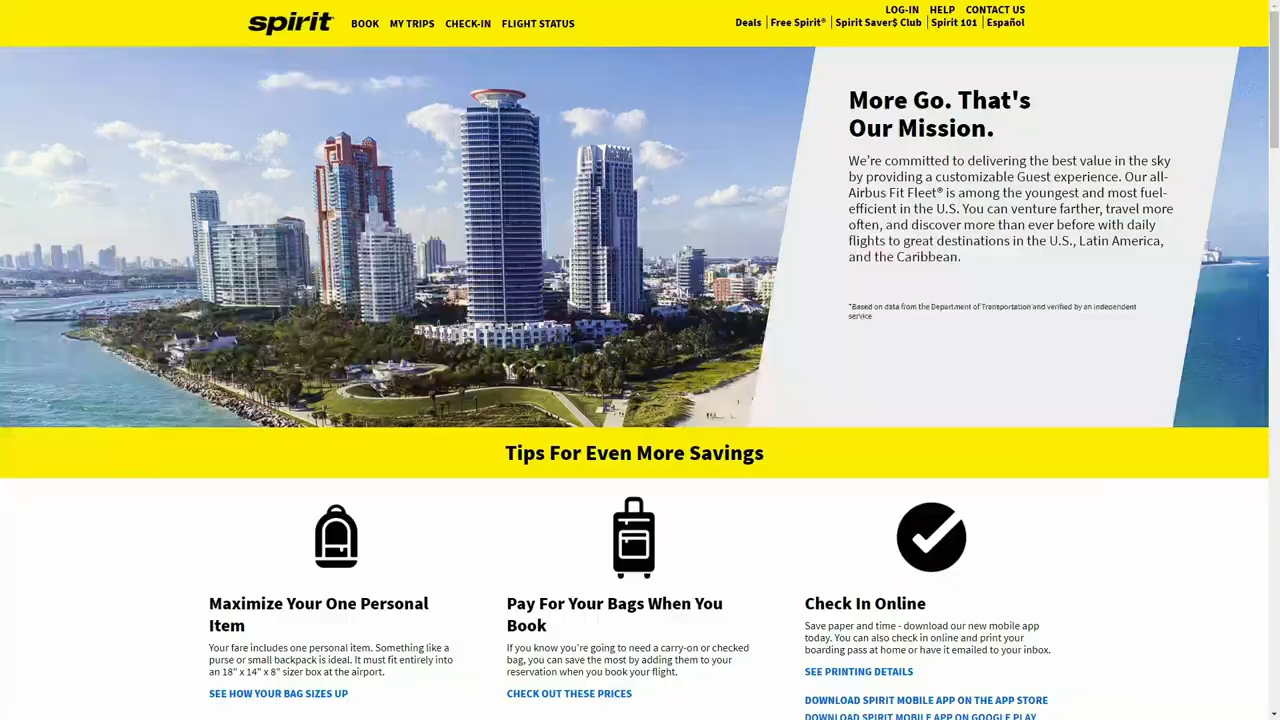 spirit
BOOK MY TRIPS CHECK-IN FLIGHT STATUS
LOG-IN HELP CONTACT US
Deals Free Spirit® Spirit Saver$ Club Spirit 101 Español
More Go. That's
Our Mission.
We're committed to delivering the best value in the sky
by providing a customizable Guest experience. Our all-
Airbus Fit Fleet® is among the youngest and most fuel-
efficient in the U.S. You can venture farther, travel more
often, and discover more than ever before with daily
flights to great destinations in the U.S., Latin America,
and the Caribbean.
*Based on data from the Department of Transportation and verified by an independent
service
Tips For Even More Savings
Maximize Your One Personal
Item
Your fare includes one personal item. Something like a
purse or small backpack is ideal. It must fit entirely into
an 18" x 14" x 8" sizer box at the airport.
SEE HOW YOUR BAG SIZES UP
Pay For Your Bags When You
Book
If you know you're going to need a carry-on or checked
bag, you can save the most by adding them to your
reservation when you book your flight.
CHECK OUT THESE PRICES
Check In Online
Save paper and time - download our new mobile app
today. You can also check in online and print your
boarding pass at home or have it emailed to your inbox.
SEE PRINTING DETAILS
DOWNLOAD SPIRIT MOBILE APP ON THE APP STORE
DOWNLOAD SPIRIT MOBILE APP ON GOOGLE PLAY